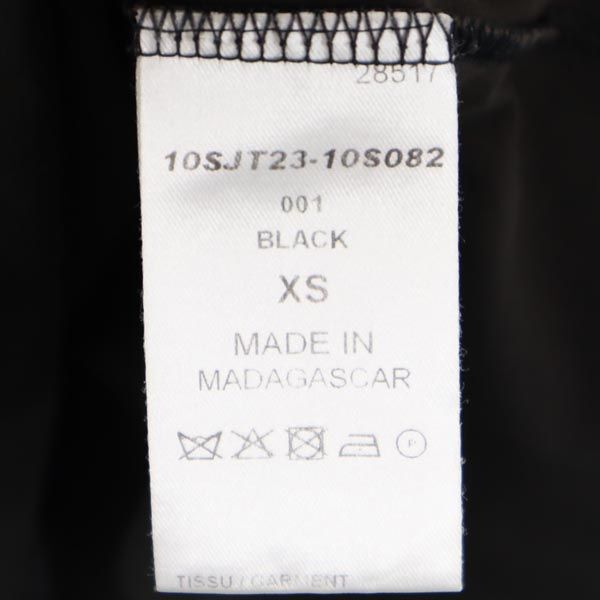 28517
10SJT23-10S082
001
BLACK
XS
MADE IN
MADAGASCAR
P
TISSU / GARMENT